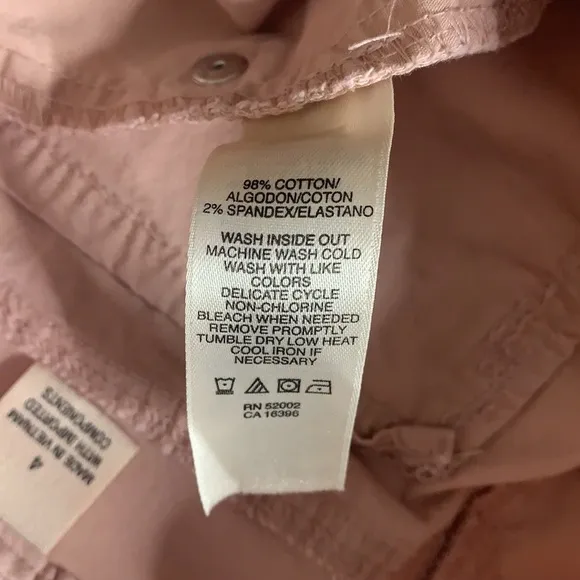 98% COTTON/
ALGODON/COTON
2% SPANDEX/ELASTANO
WASH INSIDE OUT
MACHINE WASH COLD
WASH WITH LIKE
COLORS
DELICATE CYCLE
NON-CHLORINE
BLEACH WHEN NEEDED
REMOVE PROMPTLY
TUMBLE DRY LOW HEAT
COOL IRON IF
NECESSARY
RN 52002
CA 16396
4
MADE IN VIETNAM
WITH IMPORTED
COMPONENTS